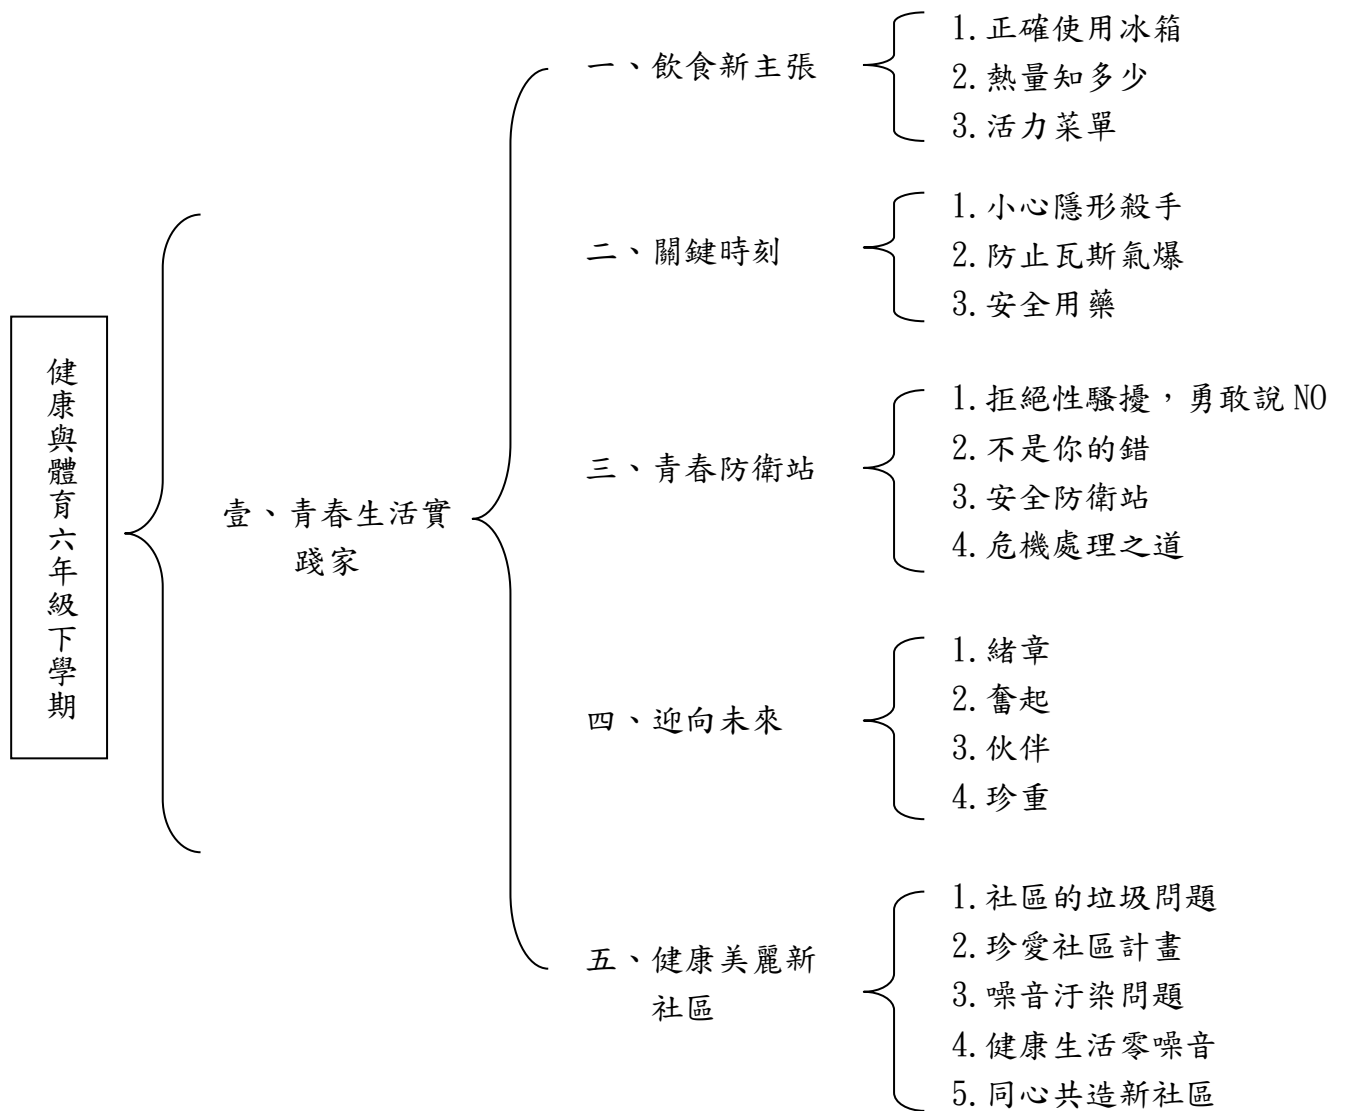 健康與體育六年級下學期
壹、青春生活實
踐家
一、飲食新主張
1.正確使用冰箱
2.熱量知多少
3.活力菜單
二、關鍵時刻
1.小心隱形殺手
2.防止瓦斯氣爆
3.安全用藥
三、青春防衛站
1.拒絕性騷擾，勇敢說 NO
2.不是你的錯
3.安全防衛站
4.危機處理之道
四、迎向未來
1.緒章
2.奮起
3.伙伴
4.珍重
五、健康美麗新
社區
1.社區的垃圾問題
2.珍愛社區計畫
3.噪音汙染問題
4.健康生活零噪音
5.同心共造新社區